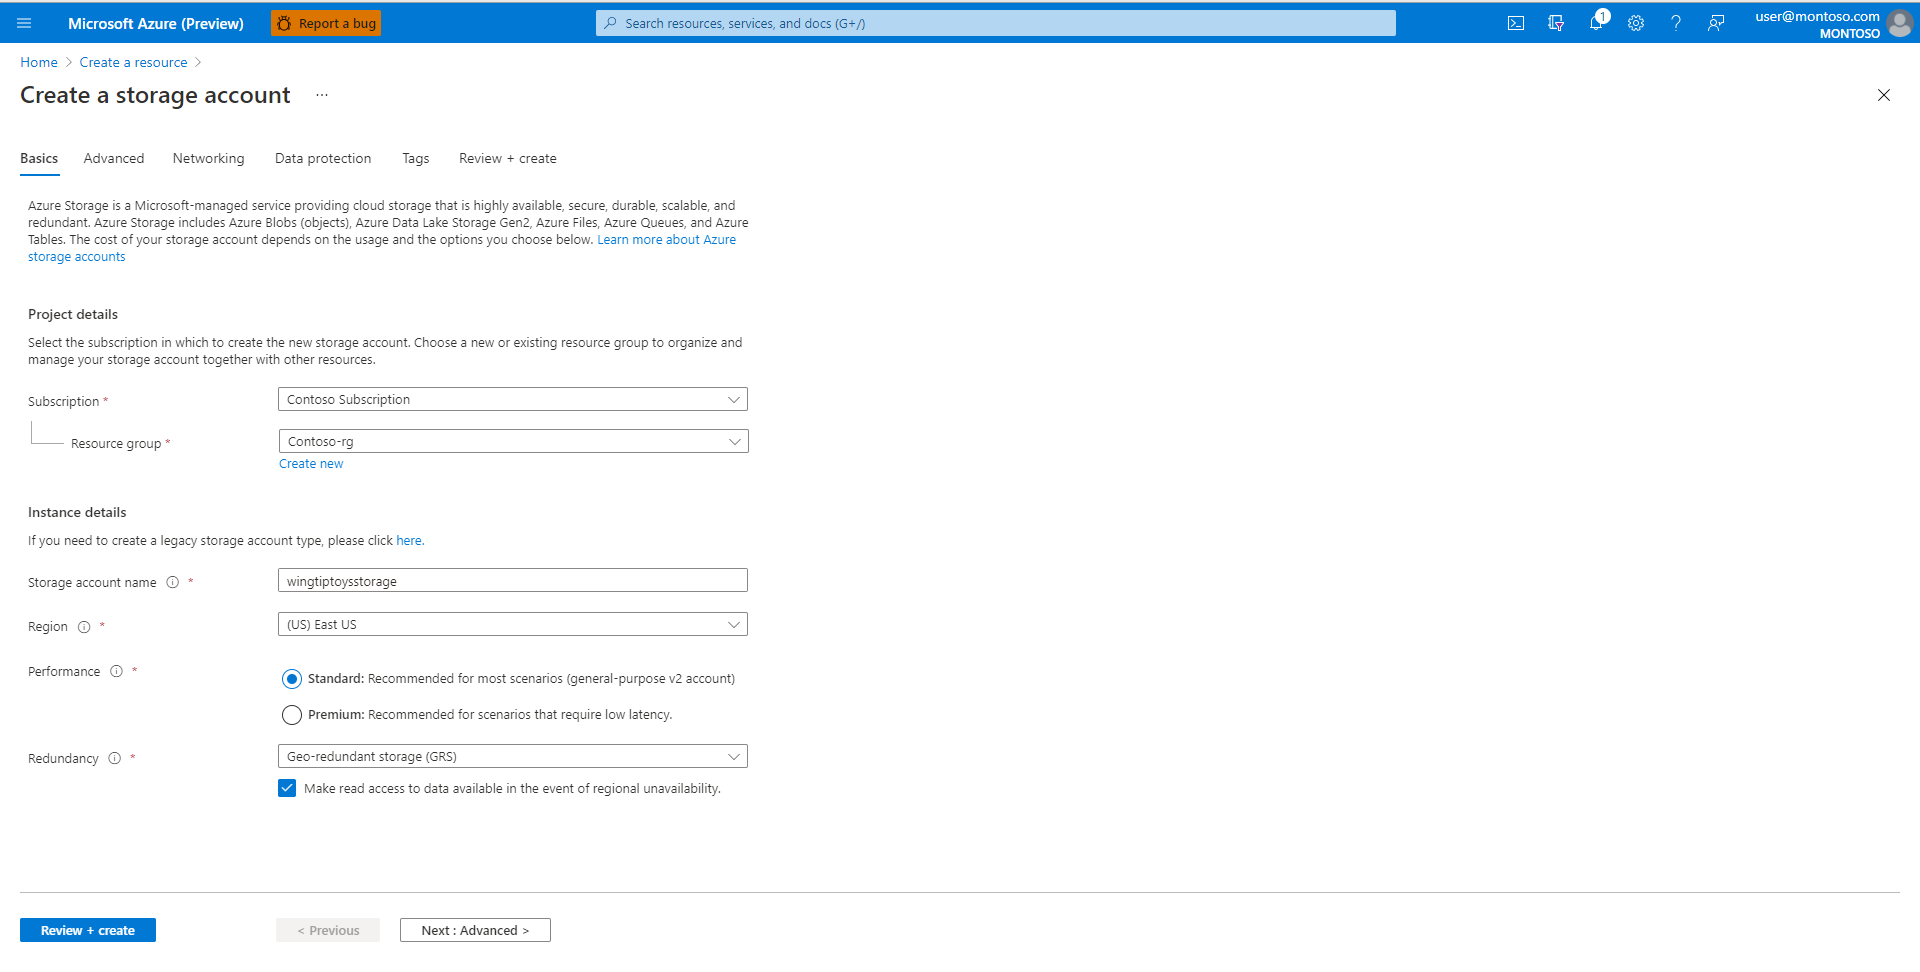 Microsoft Azure (Preview)
Report a bug
Search resources, services, and docs (G+/)
1
user@montoso.com
MONTOSO
Home > Create a resource >
Create a storage account ...
Basics
Advanced
Networking
Data protection
Tags
Review + create
Azure Storage is a Microsoft-managed service providing cloud storage that is highly available, secure, durable, scalable, and
redundant. Azure Storage includes Azure Blobs (objects), Azure Data Lake Storage Gen2, Azure Files, Azure Queues, and Azure
Tables. The cost of your storage account depends on the usage and the options you choose below. Learn more about Azure
storage accounts
Project details
Select the subscription in which to create the new storage account. Choose a new or existing resource group to organize and
manage your storage account together with other resources.
Subscription *
Contoso Subscription
Resource group *
Contoso-rg
Create new
Instance details
If you need to create a legacy storage account type, please click here.
Storage account name *
wingtiptoysstorage
Region *
(US) East US
Performance *
Standard: Recommended for most scenarios (general-purpose v2 account)
Premium: Recommended for scenarios that require low latency.
Redundancy *
Geo-redundant storage (GRS)
Make read access to data available in the event of regional unavailability.
Review + create
< Previous
Next : Advanced >